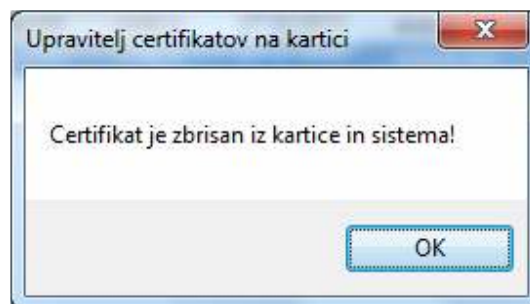 Upravitelj certifikatov na kartici
Certifikat je zbrisan iz kartice in sistema!
OK